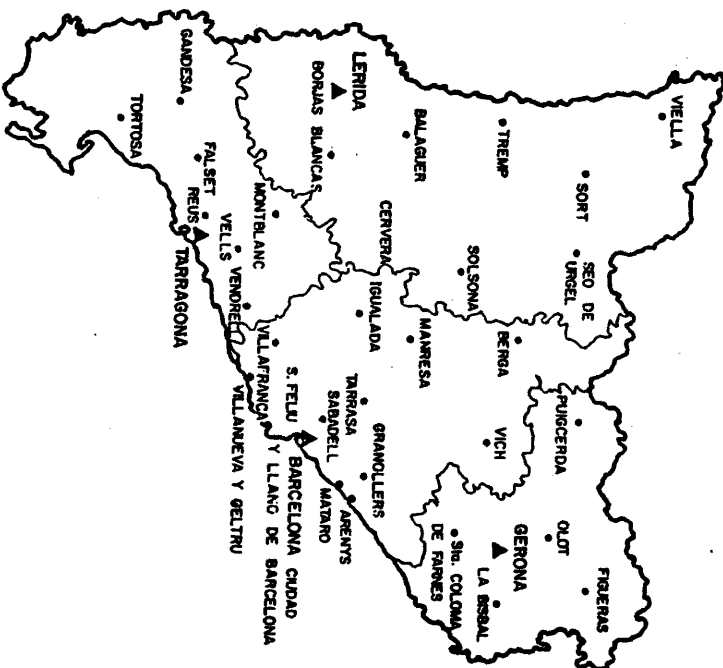 VIELLA
SORT
SEO DE
URGEL
PUIGCERDA
FIGUERAS
OLOT
TREMP
SOLSONA
BERGA
VICH
GERONA
LA BISBAL
Sta. COLOMA
DE FARNES
BALAGUER
CERVERA
MANRESA
IGUALADA
LERIDA
BORJAS BLANCAS
TARRASA
SABADELL
GRANOLLERS
ARENYS
MATARO
MONTBLANC
VILLAFRANCA
S. FELIU
BARCELONA CIUDAD
Y LLANO DE BARCELONA
GANDESA
FALSET
REUS
VELLS
VENDRELL
VILLANUEVA Y GELTRU
TORTOSA
TARRAGONA